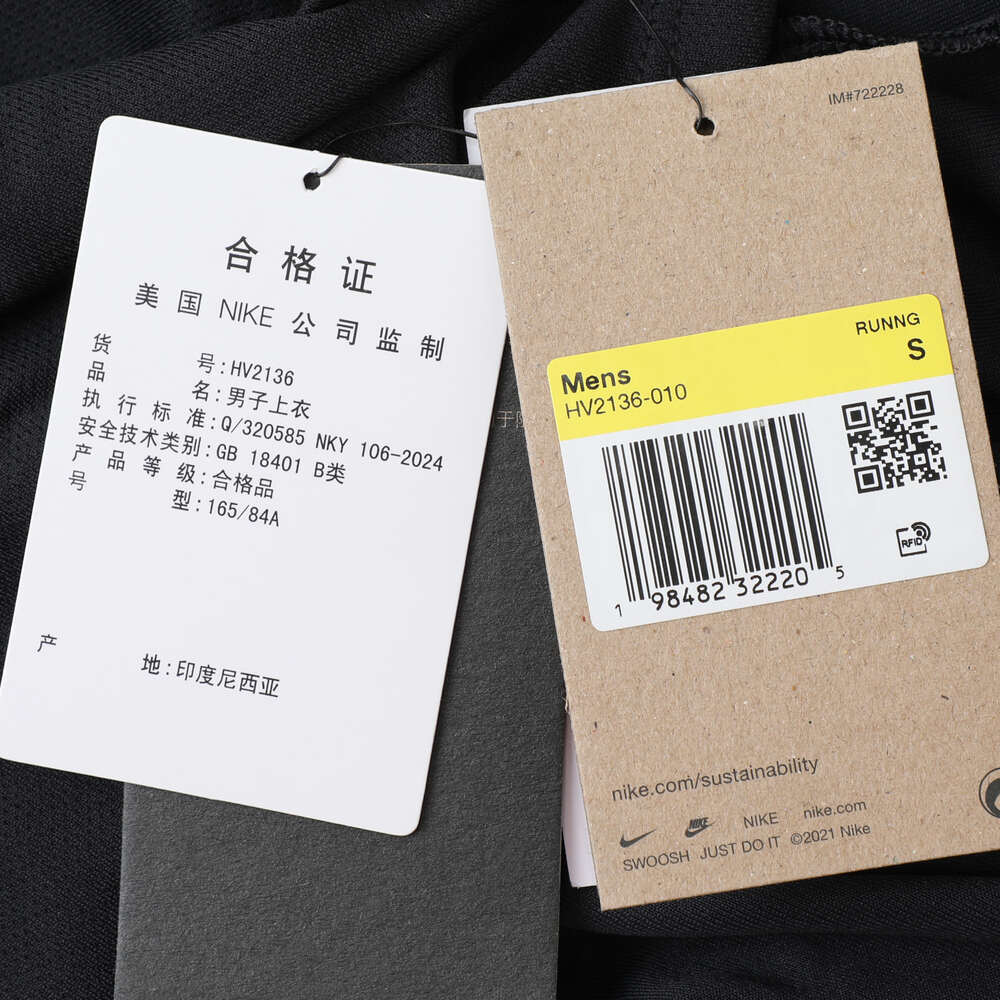 合格证
美国 NIKE 公司监制
货号:HV2136
品名:男子上衣
执行标准:Q/320585 NKY 106-2024
安全技术类别:GB 18401 B类
产品等级:合格品
号型:165/84A
产地:印度尼西亚
于
IM#722228
RUNNG
S
Mens
HV2136-010
RFID
1 98482 32220 5
nike.com/sustainability
NIKE NIKE nike.com
SWOOSH JUST DO IT ©2021 Nike